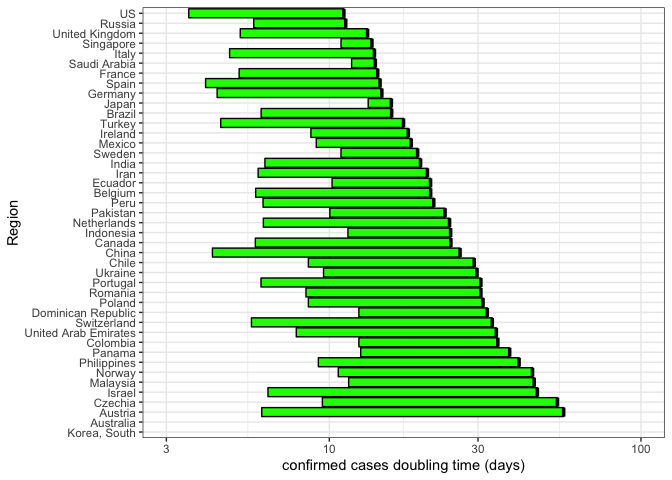 US
Russia
United Kingdom
Singapore
Italy
Saudi Arabia
France
Spain
Germany
Japan
Brazil
Turkey
Ireland
Mexico
Sweden
India
Iran
Ecuador
Belgium
Peru
Pakistan
Netherlands
Indonesia
Canada
China
Chile
Ukraine
Portugal
Romania
Poland
Dominican Republic
Switzerland
United Arab Emirates
Colombia
Panama
Philippines
Norway
Malaysia
Israel
Czechia
Austria
Australia
Korea, South
Region
3 10 30 100
confirmed cases doubling time (days)